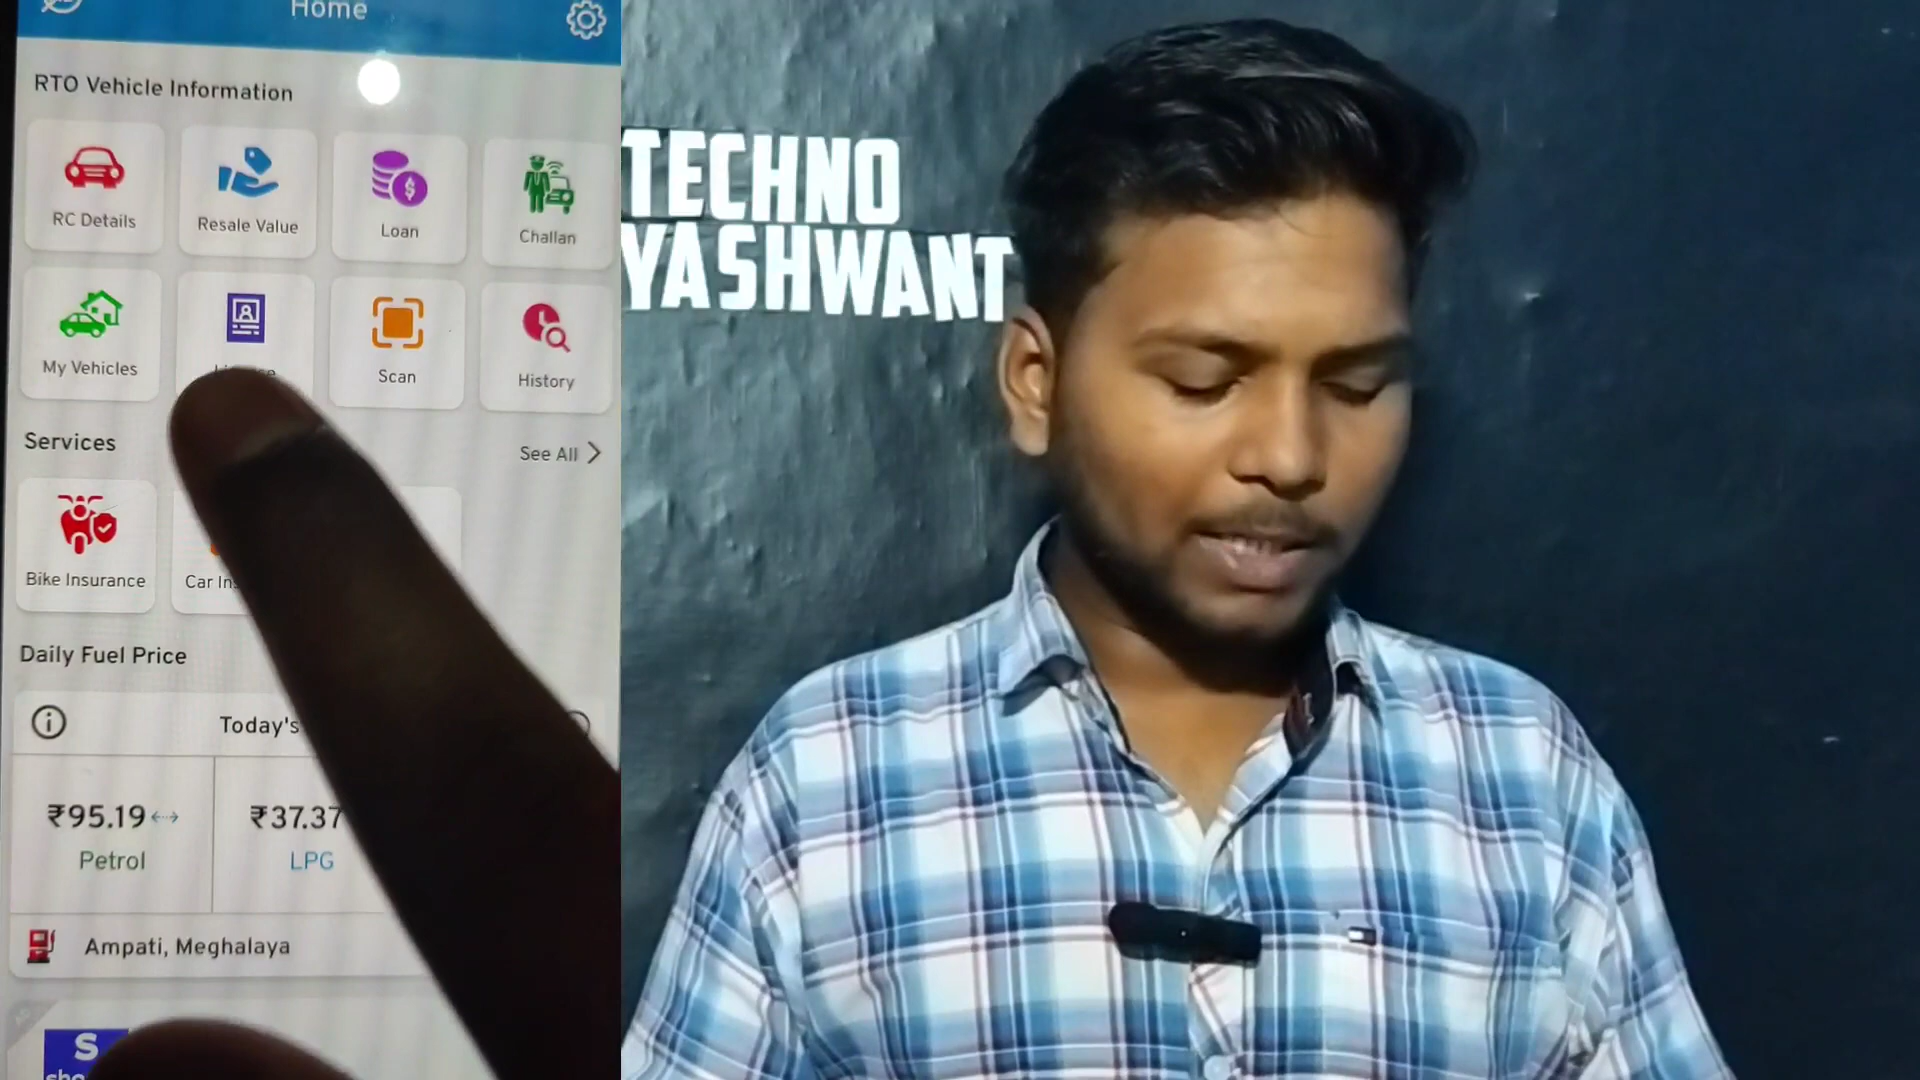 Home
RTO Vehicle Information
RC Details
Resale Value
Loan
Challan
My Vehicles
Scan
History
Services
See All
Bike Insurance
Car
Daily Fuel Price
Today's
₹95.19
₹37.37
Petrol
LPG
Ampati, Meghalaya
S
TECHNO
YASHWANT